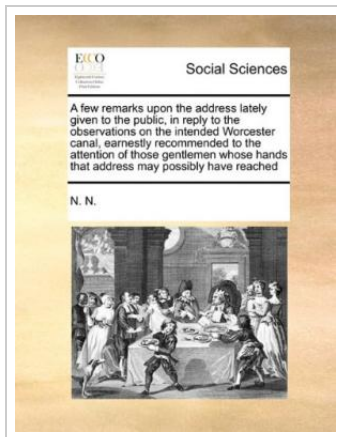 ECCO
Social Sciences
A few remarks upon the address lately
given to the public, in reply to the
observations on the intended Worcester
canal, earnestly recommended to the
attention of those gentlemen whose hands
that address may possibly have reached
N. N.